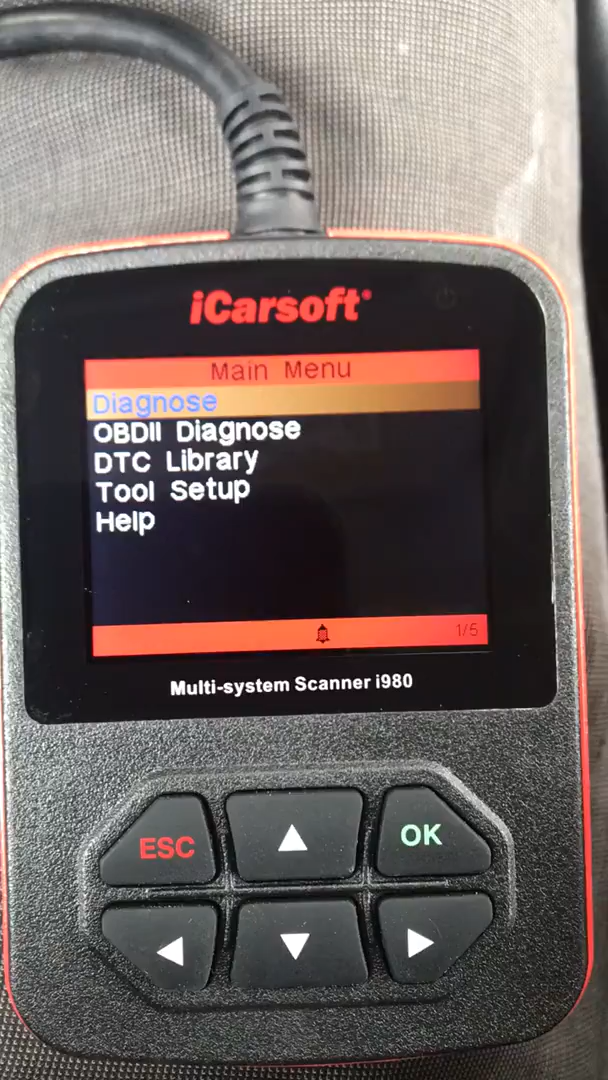 iCarsoft®
Main Menu
Diagnose
OBDII Diagnose
DTC Library
Tool Setup
Help
1/5
Multi-system Scanner i980
ESC
OK